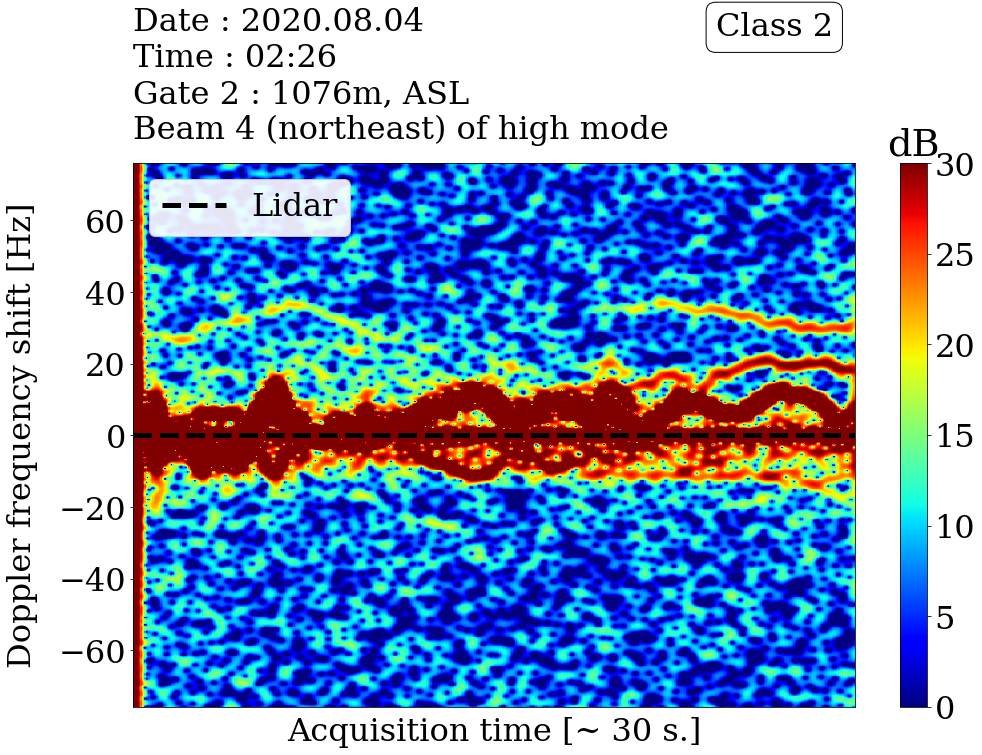 Date : 2020.08.04
Time : 02:26
Gate 2 : 1076m, ASL
Beam 4 (northeast) of high mode
Class 2
dB
Lidar
Doppler frequency shift [Hz]
60
40
20
0
−20
−40
−60
30
25
20
15
10
5
0
Acquisition time [~ 30 s.]